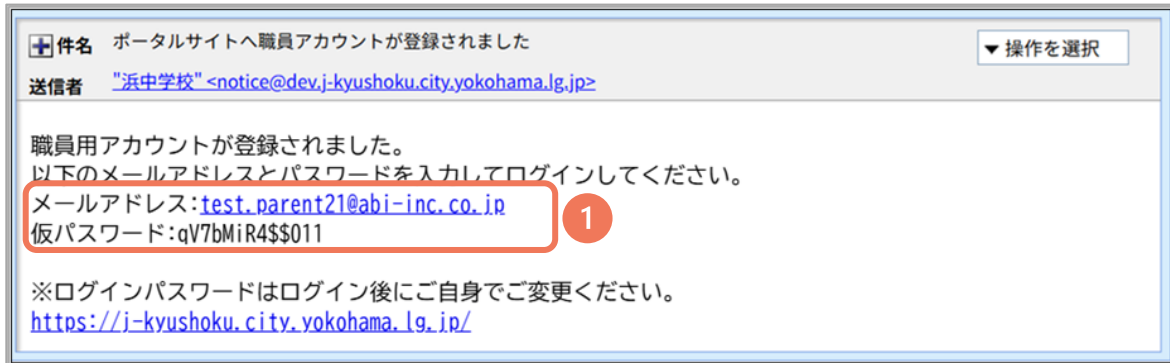 件名 ポータルサイトへ職員アカウントが登録されました
▼操作を選択
送信者 "浜中学校" <notice@dev.j-kyushoku.city.yokohama.lg.jp>
職員用アカウントが登録されました。
以下のメールアドレスとパスワードを入力してログインしてください。
メールアドレス:test.parent21@abi-inc.co.jp
仮パスワード:qV7bMiR4$$011
1
※ログインパスワードはログイン後にご自身でご変更ください。
https://j-kyushoku.city.yokohama.lg.jp/